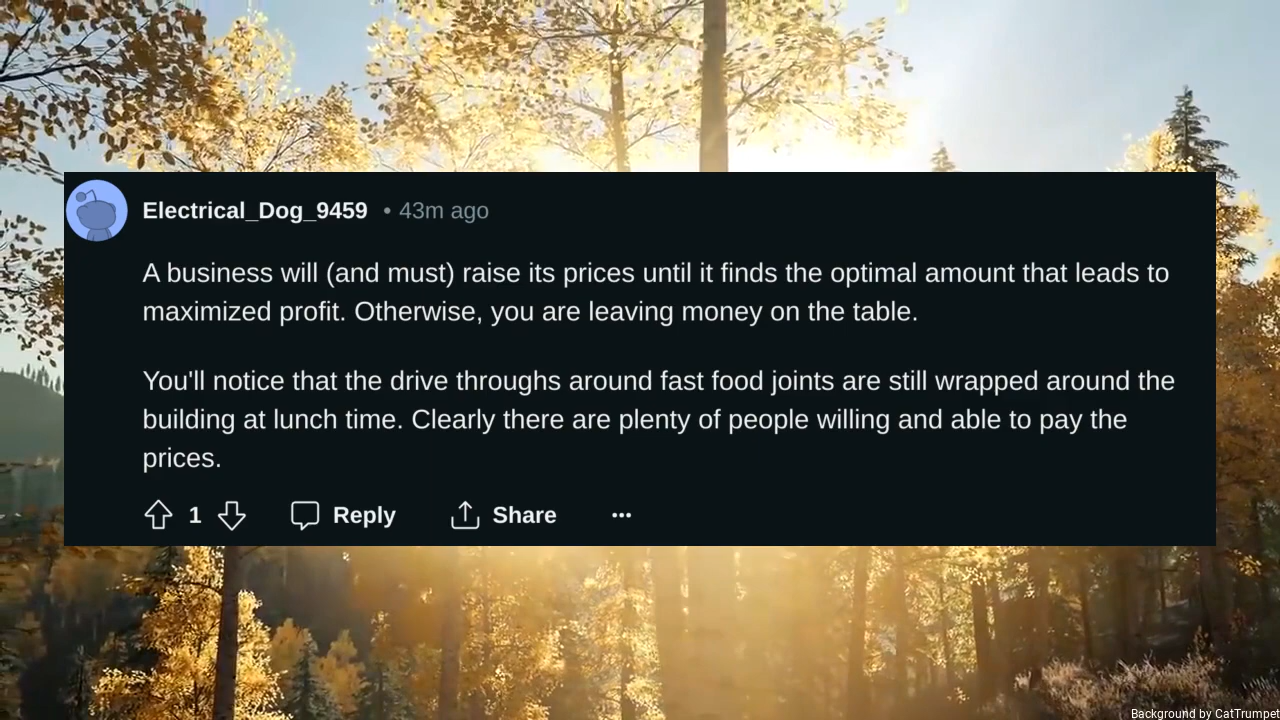 Electrical_Dog_9459 • 43m ago
A business will (and must) raise its prices until it finds the optimal amount that leads to
maximized profit. Otherwise, you are leaving money on the table.
You'll notice that the drive throughs around fast food joints are still wrapped around the
building at lunch time. Clearly there are plenty of people willing and able to pay the
prices.
1 Reply Share ...
Background by CatTrumpet